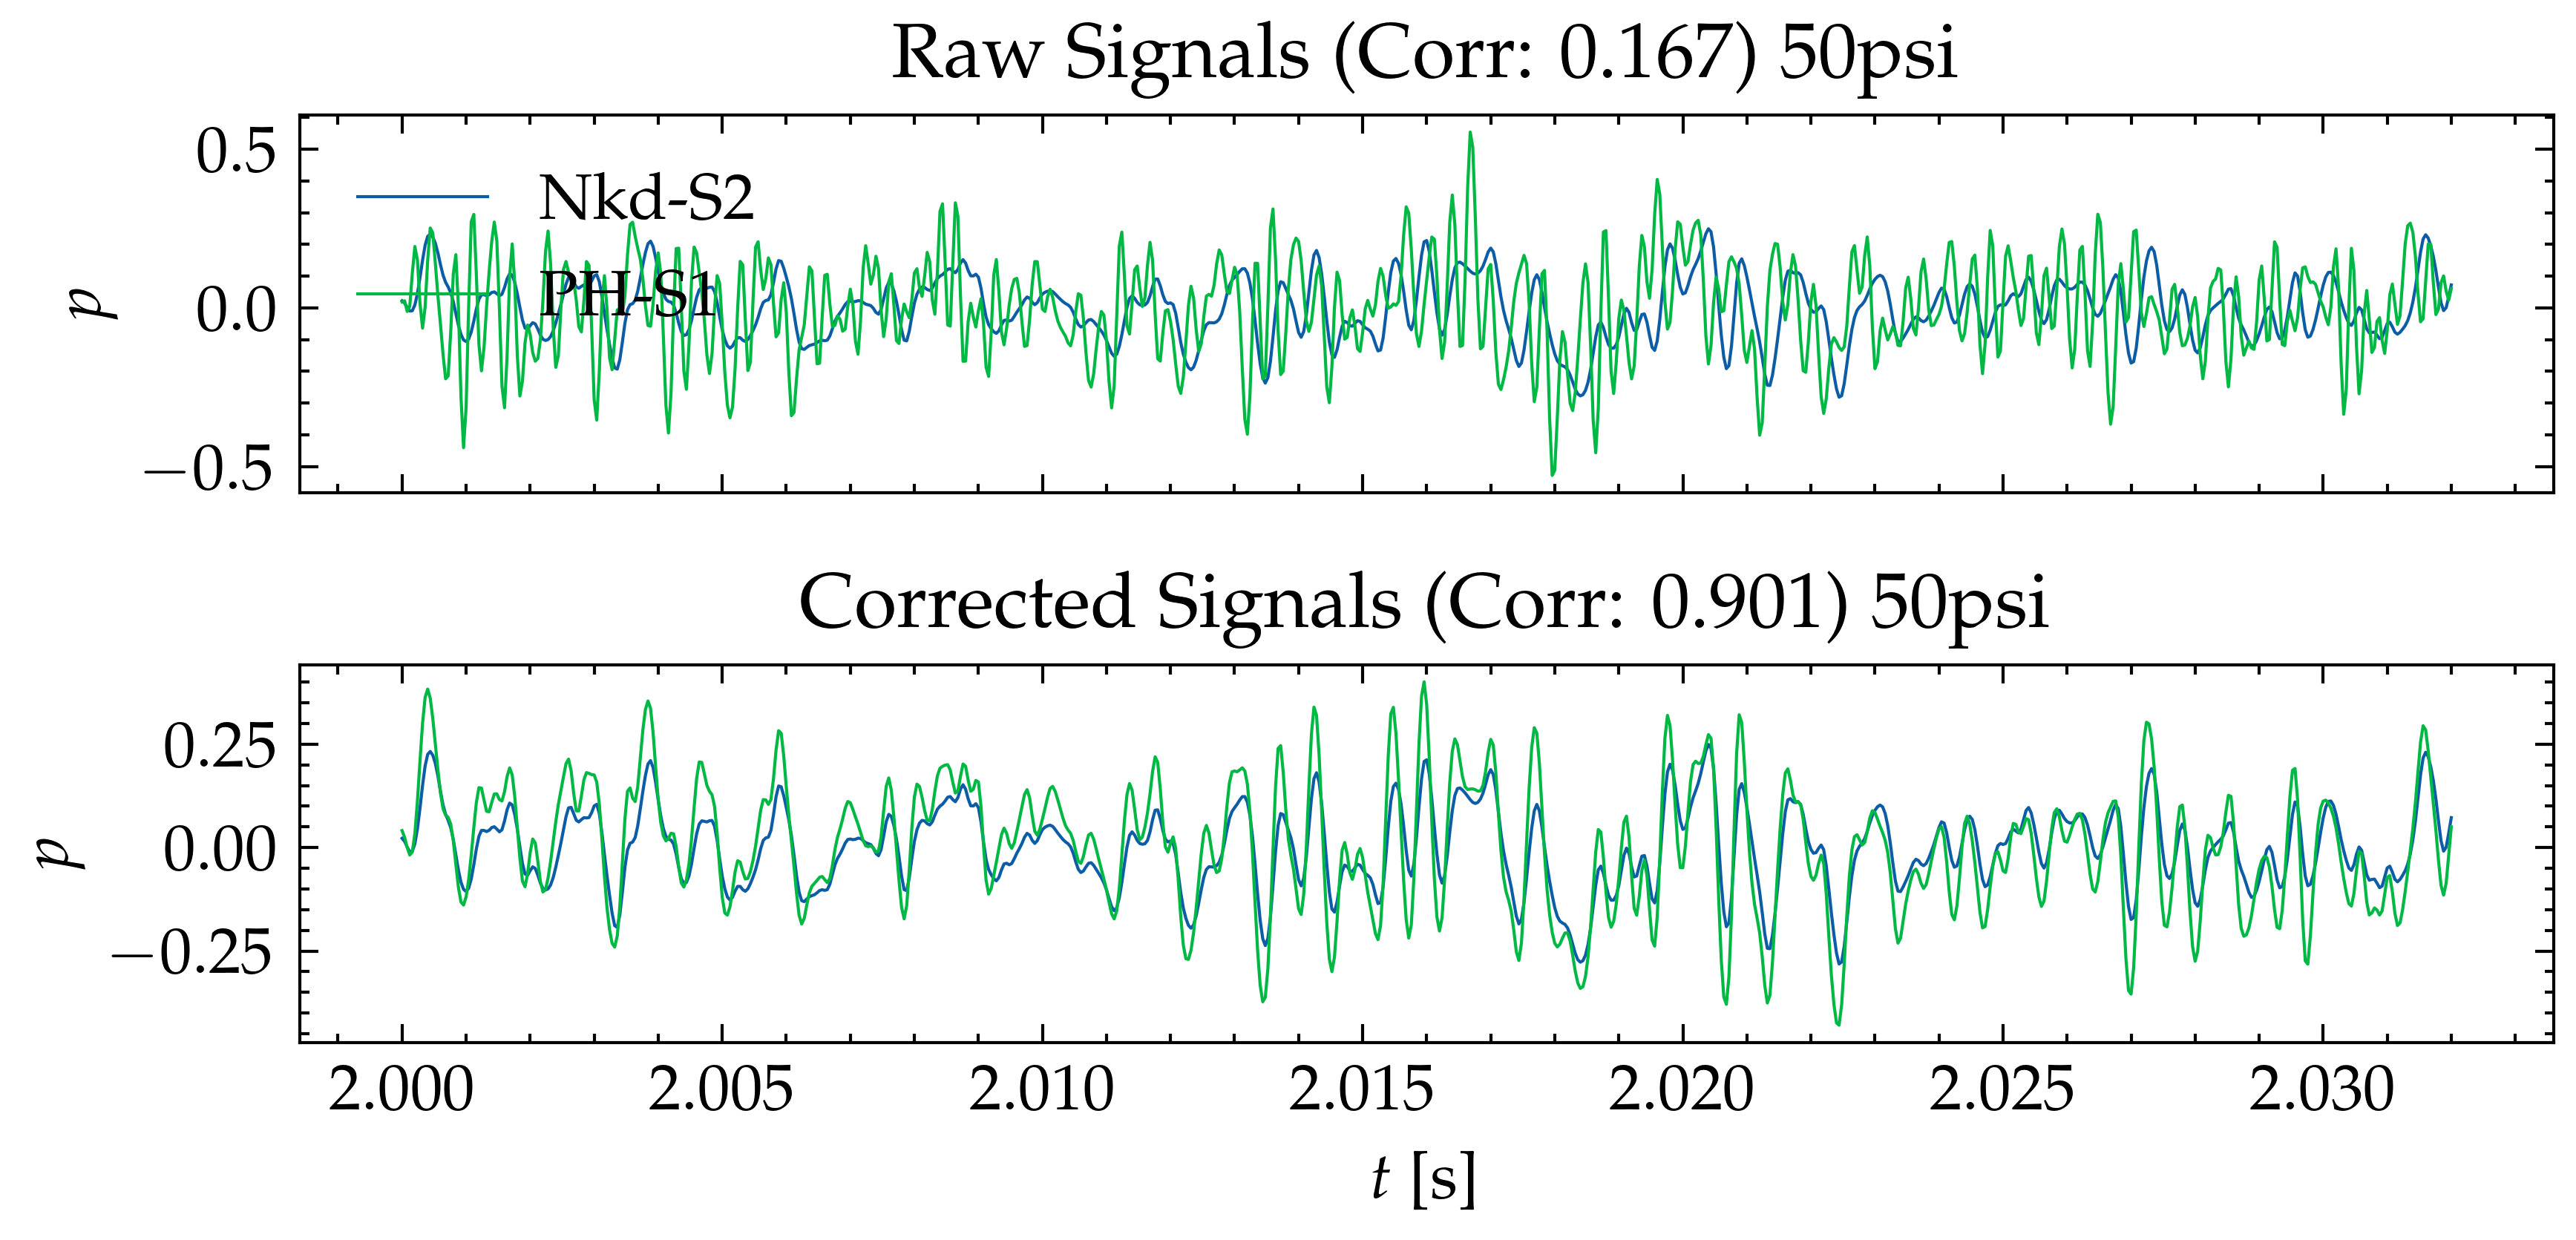 Raw Signals (Corr: 0.167) 50psi
p
0.5
0.0
−0.5
Nkd-S2
PH-S1
Corrected Signals (Corr: 0.901) 50psi
p
0.25
0.00
−0.25
2.000 2.005 2.010 2.015 2.020 2.025 2.030
t [s]